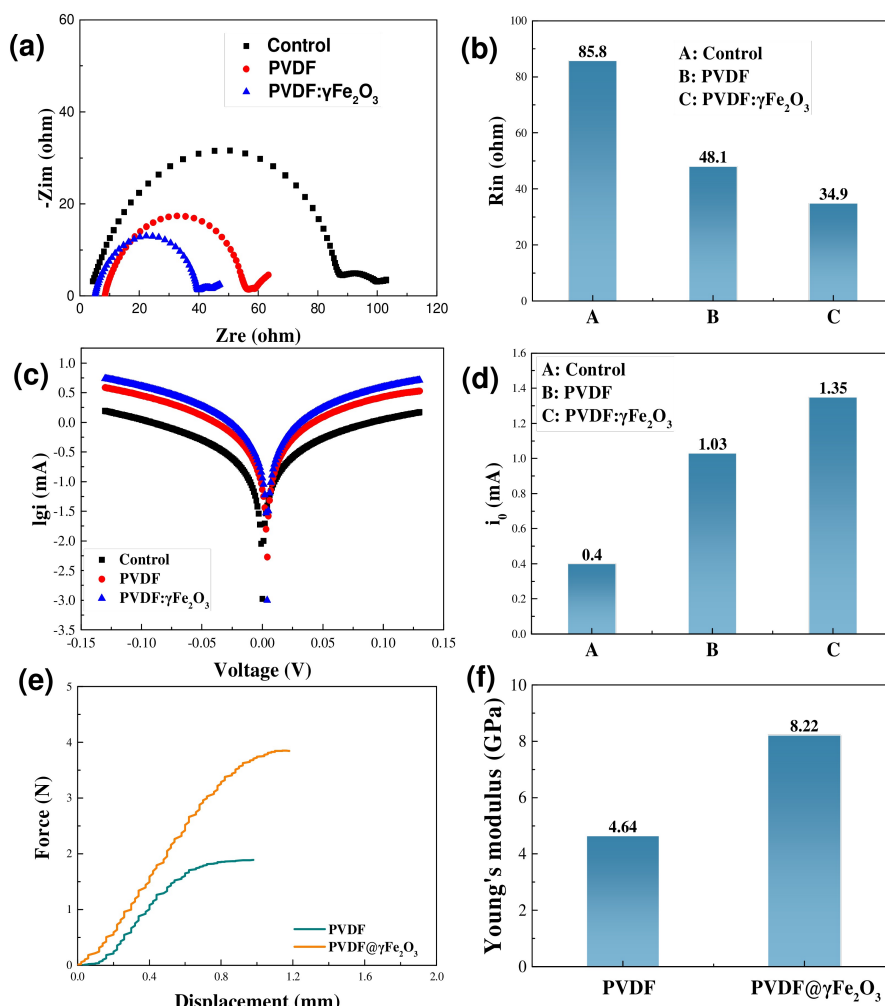 (a)
Control
PVDF
PVDF:γFe₂O₃
60
40
20
0
-Zim (ohm)
0 20 40 60 80 100 120
Zre (ohm)
(b)
A: Control
B: PVDF
C: PVDF:γFe₂O₃
100
80
60
40
20
0
Rin (ohm)
85.8
48.1
34.9
A B C
(c)
1.0
0.5
0.0
-0.5
-1.0
-1.5
-2.0
-2.5
-3.0
-3.5
lgi (mA)
Control
PVDF
PVDF:γFe₂O₃
-0.15 -0.10 -0.05 0.00 0.05 0.10 0.15
Voltage (V)
(d)
A: Control
B: PVDF
C: PVDF:γFe₂O₃
1.6
1.4
1.2
1.0
0.8
0.6
0.4
0.2
0.0
i₀ (mA)
0.4
1.03
1.35
A B C
(e)
5
4
3
2
1
0
Force (N)
PVDF
PVDF@γFe₂O₃
0.0 0.4 0.8 1.2 1.6 2.0
Displacement (mm)
(f)
10
8
6
4
2
0
Young's modulus (GPa)
4.64
8.22
PVDF PVDF@γFe₂O₃